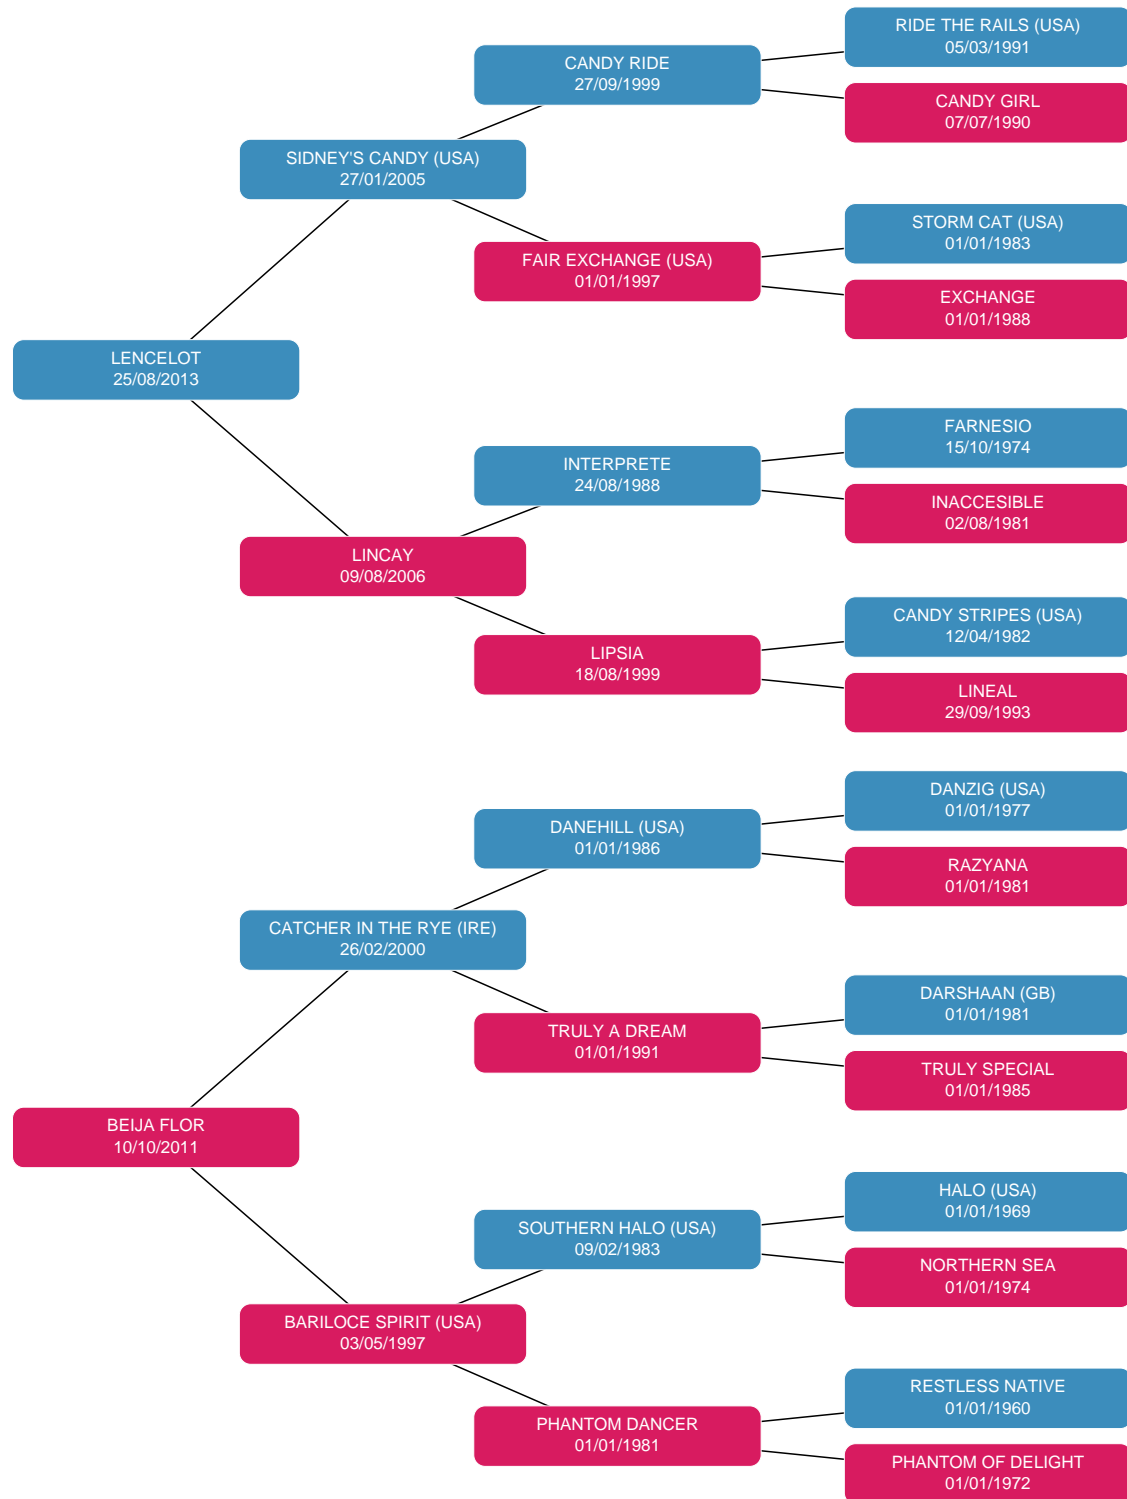 RIDE THE RAILS (USA)
05/03/1991
CANDY RIDE
27/09/1999
CANDY GIRL
07/07/1990
SIDNEY'S CANDY (USA)
27/01/2005
STORM CAT (USA)
01/01/1983
FAIR EXCHANGE (USA)
01/01/1997
EXCHANGE
01/01/1988
LENCELOT
25/08/2013
FARNESIO
15/10/1974
INTERPRETE
24/08/1988
INACCESIBLE
02/08/1981
LINCAY
09/08/2006
CANDY STRIPES (USA)
12/04/1982
LIPSIA
18/08/1999
LINEAL
29/09/1993
DANZIG (USA)
01/01/1977
DANEHILL (USA)
01/01/1986
RAZYANA
01/01/1981
CATCHER IN THE RYE (IRE)
26/02/2000
DARSHAAN (GB)
01/01/1981
TRULY A DREAM
01/01/1991
TRULY SPECIAL
01/01/1985
BEIJA FLOR
10/10/2011
HALO (USA)
01/01/1969
SOUTHERN HALO (USA)
09/02/1983
NORTHERN SEA
01/01/1974
BARILOCE SPIRIT (USA)
03/05/1997
RESTLESS NATIVE
01/01/1960
PHANTOM DANCER
01/01/1981
PHANTOM OF DELIGHT
01/01/1972